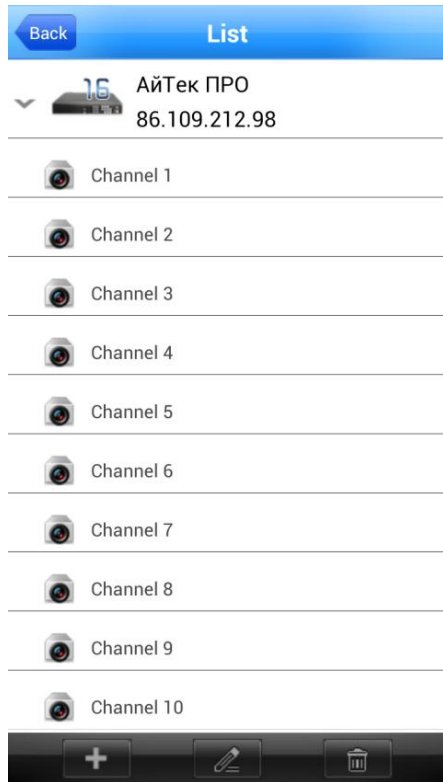 Back
List
16
АйТек ПРО
86.109.212.98
Channel 1
Channel 2
Channel 3
Channel 4
Channel 5
Channel 6
Channel 7
Channel 8
Channel 9
Channel 10